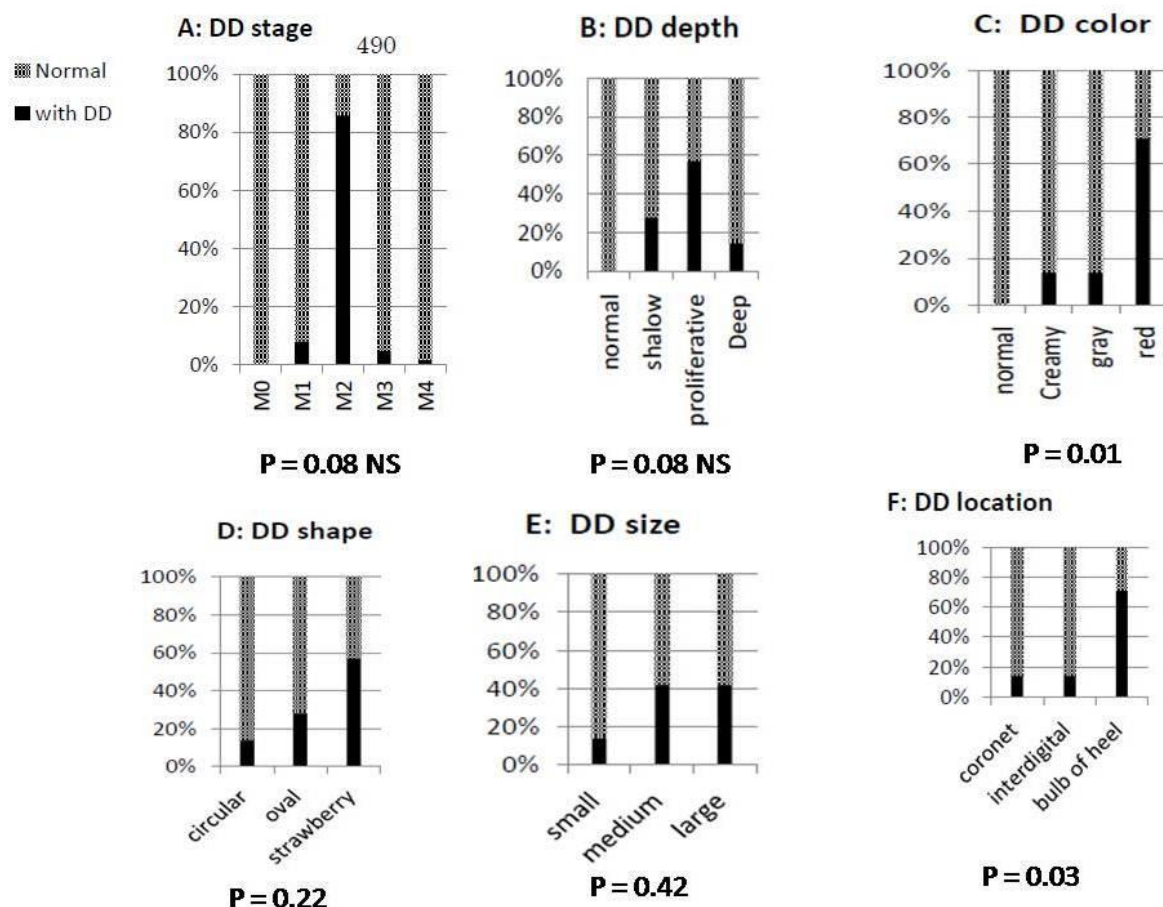 A: DD stage
490
Normal
with DD
100%
80%
60%
40%
20%
0%
M0
M1
M2
M3
M4
P = 0.08 NS
B: DD depth
100%
80%
60%
40%
20%
0%
normal
shalow
proliferative
Deep
P = 0.08 NS
C: DD color
100%
80%
60%
40%
20%
0%
normal
Creamy
gray
red
P = 0.01
D: DD shape
100%
80%
60%
40%
20%
0%
circular
oval
strawberry
P = 0.22
E: DD size
100%
80%
60%
40%
20%
0%
small
medium
large
P = 0.42
F: DD location
100%
80%
60%
40%
20%
0%
coronet
interdigital
bulb of heel
P = 0.03